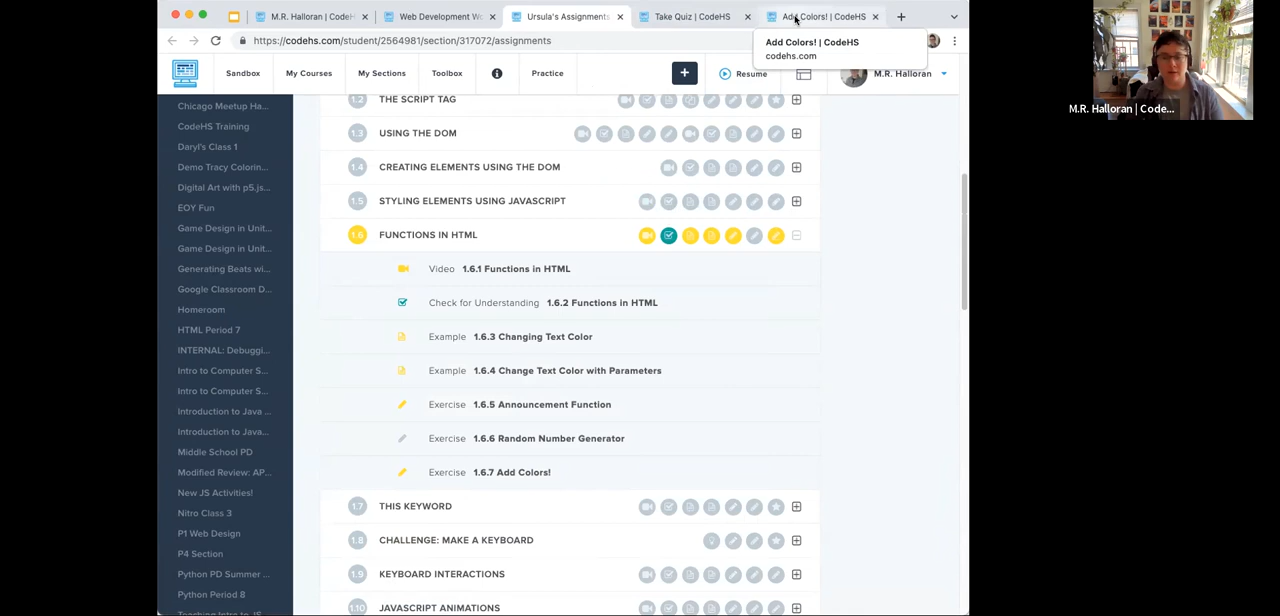 M.R. Halloran | CodeH
Web Development Wo
Ursula's Assignments
Take Quiz | CodeHS
Add Colors! | CodeHS
https://codehs.com/student/2564981/section/317072/assignments
Add Colors! | CodeHS
codehs.com
Sandbox
My Courses
My Sections
Toolbox
Practice
Resume
M.R. Halloran
M.R. Halloran | Code...
Chicago Meetup Ha...
CodeHS Training
Daryl's Class 1
Demo Tracy Colorin...
Digital Art with p5.js...
EOY Fun
Game Design in Unit...
Game Design in Unit...
Generating Beats wi...
Google Classroom D...
Homeroom
HTML Period 7
INTERNAL: Debuggi...
Intro to Computer S...
Intro to Computer S...
Introduction to Java ...
Introduction to Java...
Middle School PD
Modified Review: AP...
New JS Activities!
Nitro Class 3
P1 Web Design
P4 Section
Python PD Summer ...
Python Period 8
Teaching Intro to JS
1.2 THE SCRIPT TAG
1.3 USING THE DOM
1.4 CREATING ELEMENTS USING THE DOM
1.5 STYLING ELEMENTS USING JAVASCRIPT
1.6 FUNCTIONS IN HTML
Video 1.6.1 Functions in HTML
Check for Understanding 1.6.2 Functions in HTML
Example 1.6.3 Changing Text Color
Example 1.6.4 Change Text Color with Parameters
Exercise 1.6.5 Announcement Function
Exercise 1.6.6 Random Number Generator
Exercise 1.6.7 Add Colors!
1.7 THIS KEYWORD
1.8 CHALLENGE: MAKE A KEYBOARD
1.9 KEYBOARD INTERACTIONS
1.10 JAVASCRIPT ANIMATIONS